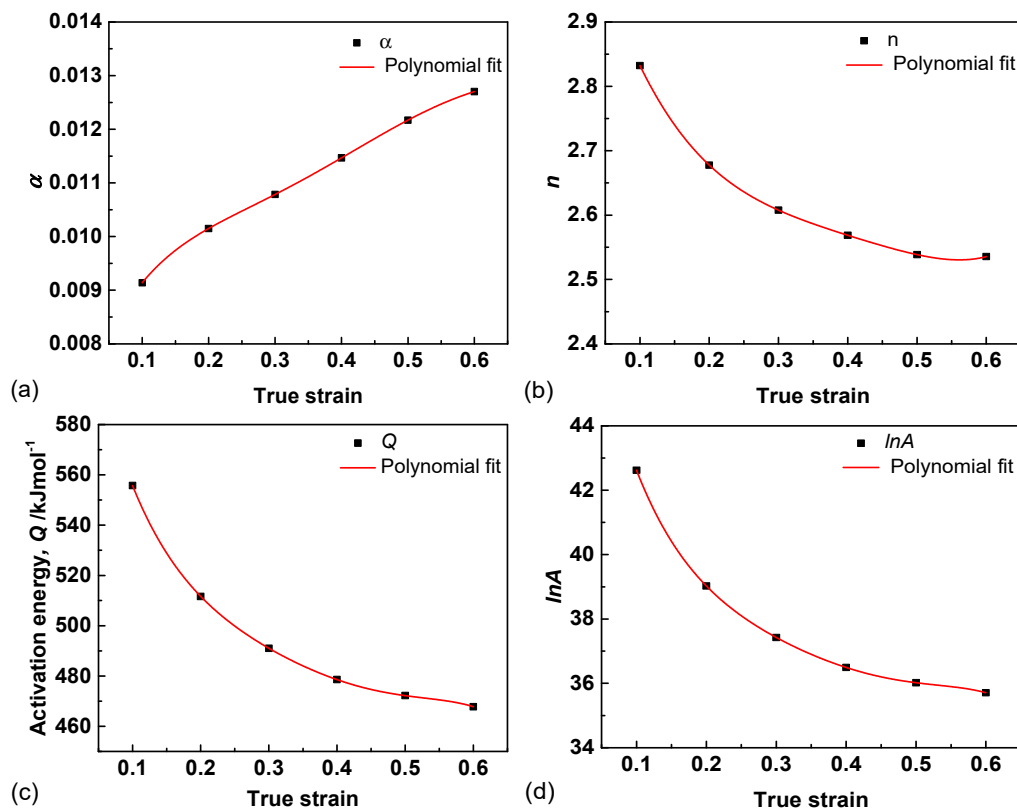 0.014
0.013
0.012
0.011
0.010
0.009
0.008
α
α
Polynomial fit
0.1 0.2 0.3 0.4 0.5 0.6
True strain
(a)
2.9
2.8
2.7
2.6
2.5
2.4
n
n
Polynomial fit
0.1 0.2 0.3 0.4 0.5 0.6
True strain
(b)
580
560
540
520
500
480
460
Activation energy, Q /kJmol⁻¹
Q
Polynomial fit
0.1 0.2 0.3 0.4 0.5 0.6
True strain
(c)
44
42
40
38
36
34
lnA
lnA
Polynomial fit
0.1 0.2 0.3 0.4 0.5 0.6
True strain
(d)